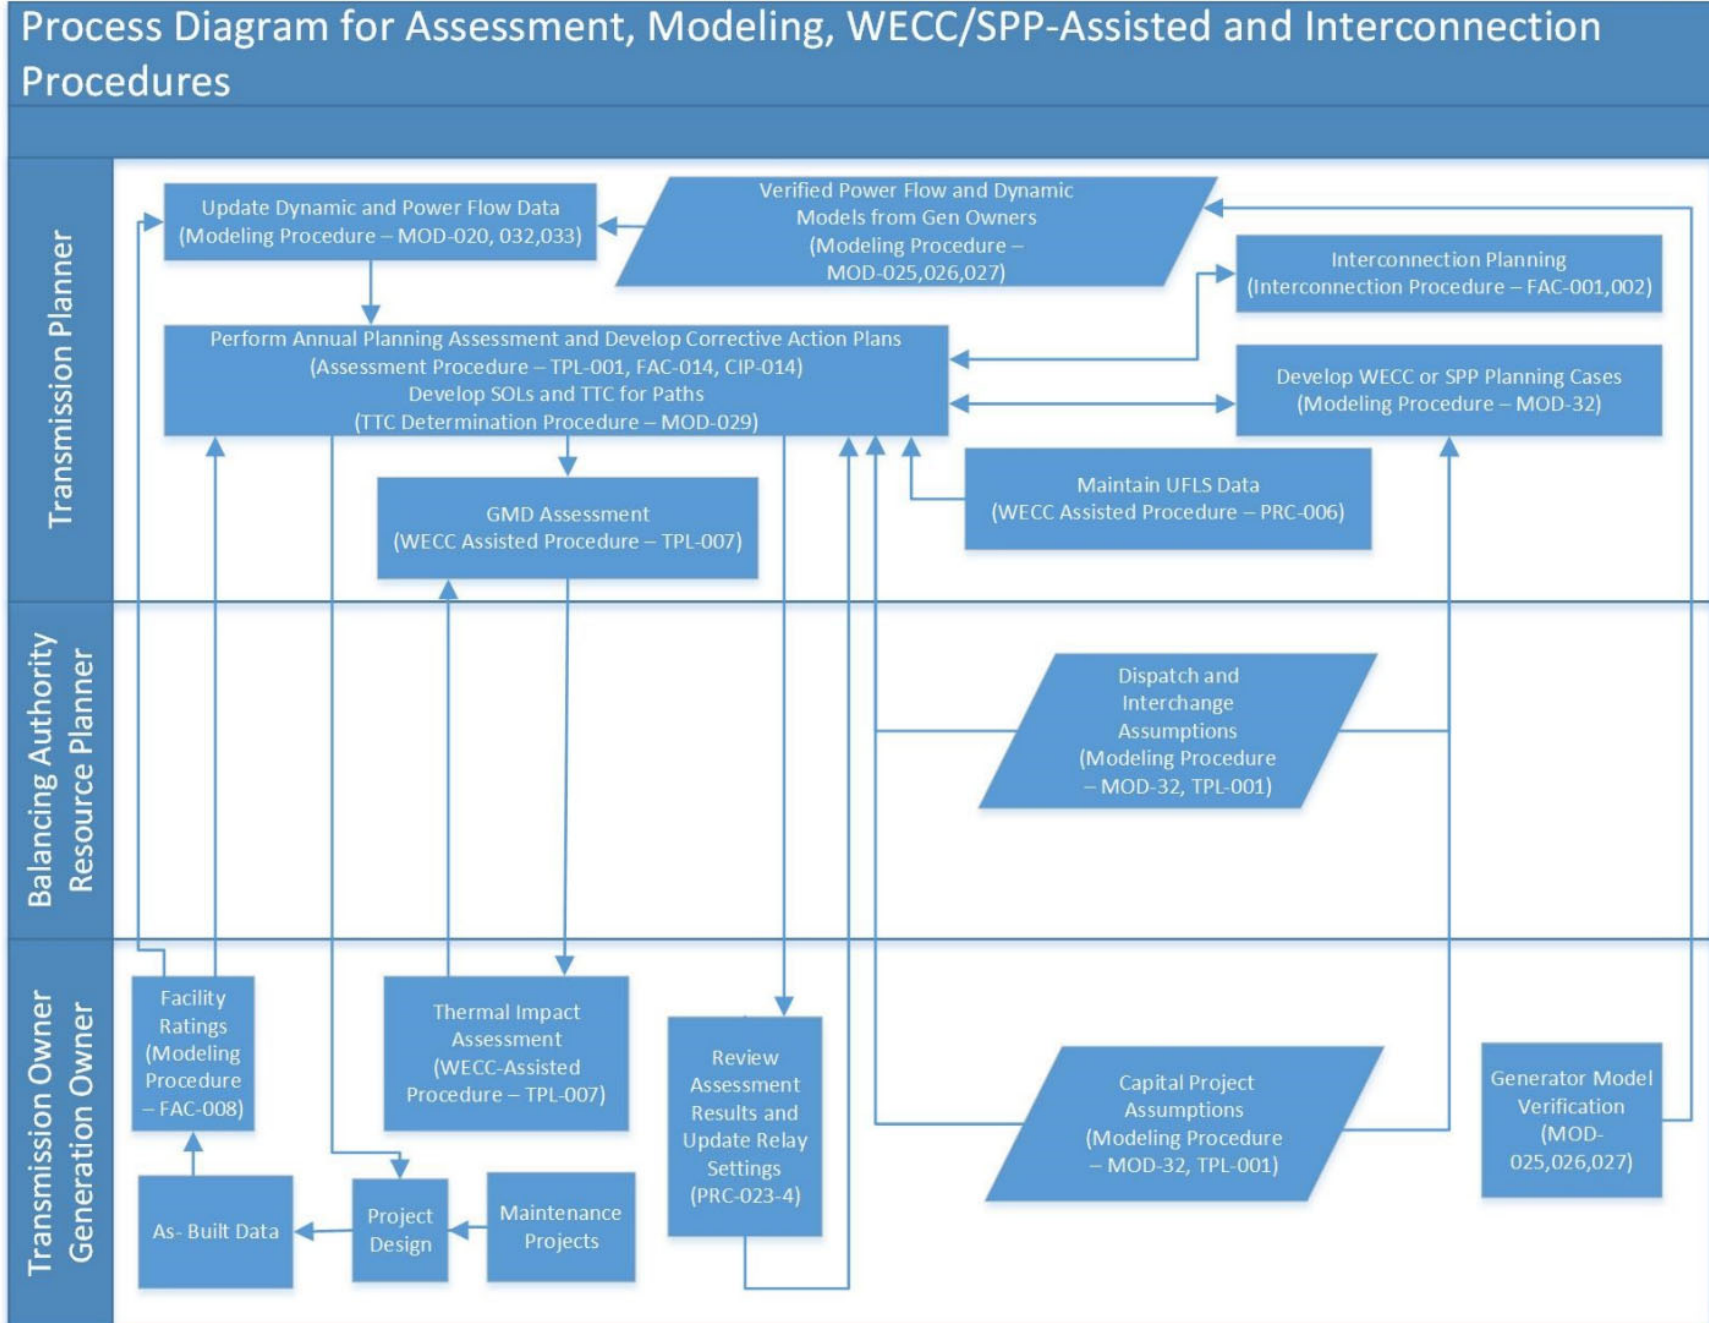 Process Diagram for Assessment, Modeling, WECC/SPP-Assisted and Interconnection
Procedures
Transmission Planner
Update Dynamic and Power Flow Data
(Modeling Procedure – MOD-020, 032,033)
Verified Power Flow and Dynamic
Models from Gen Owners
(Modeling Procedure –
MOD-025,026,027)
Interconnection Planning
(Interconnection Procedure – FAC-001,002)
Perform Annual Planning Assessment and Develop Corrective Action Plans
(Assessment Procedure – TPL-001, FAC-014, CIP-014)
Develop SOLs and TTC for Paths
(TTC Determination Procedure – MOD-029)
Develop WECC or SPP Planning Cases
(Modeling Procedure – MOD-32)
Maintain UFLS Data
(WECC Assisted Procedure – PRC-006)
GMD Assessment
(WECC Assisted Procedure – TPL-007)
Balancing Authority
Resource Planner
Dispatch and
Interchange
Assumptions
(Modeling Procedure
– MOD-32, TPL-001)
Transmission Owner
Generation Owner
Facility
Ratings
(Modeling
Procedure
– FAC-008)
Thermal Impact
Assessment
(WECC-Assisted
Procedure – TPL-007)
Review
Assessment
Results and
Update Relay
Settings
(PRC-023-4)
Capital Project
Assumptions
(Modeling Procedure
– MOD-32, TPL-001)
Generator Model
Verification
(MOD-
025,026,027)
As- Built Data
Project
Design
Maintenance
Projects